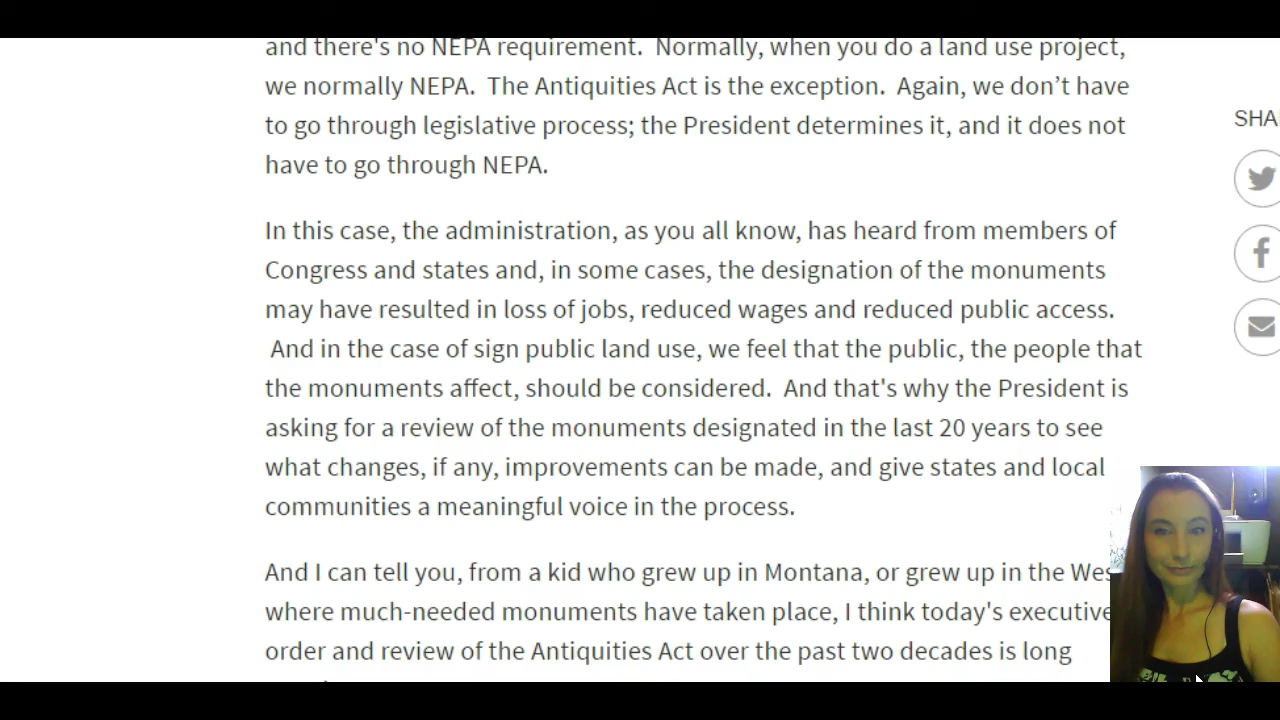 and there's no NEPA requirement.  Normally, when you do a land use project,
we normally NEPA.  The Antiquities Act is the exception.  Again, we don’t have
to go through legislative process; the President determines it, and it does not
have to go through NEPA.
SHA
In this case, the administration, as you all know, has heard from members of
Congress and states and, in some cases, the designation of the monuments
may have resulted in loss of jobs, reduced wages and reduced public access.
And in the case of sign public land use, we feel that the public, the people that
the monuments affect, should be considered.  And that's why the President is
asking for a review of the monuments designated in the last 20 years to see
what changes, if any, improvements can be made, and give states and local
communities a meaningful voice in the process.
And I can tell you, from a kid who grew up in Montana, or grew up in the Wes
where much-needed monuments have taken place, I think today's executive
order and review of the Antiquities Act over the past two decades is long